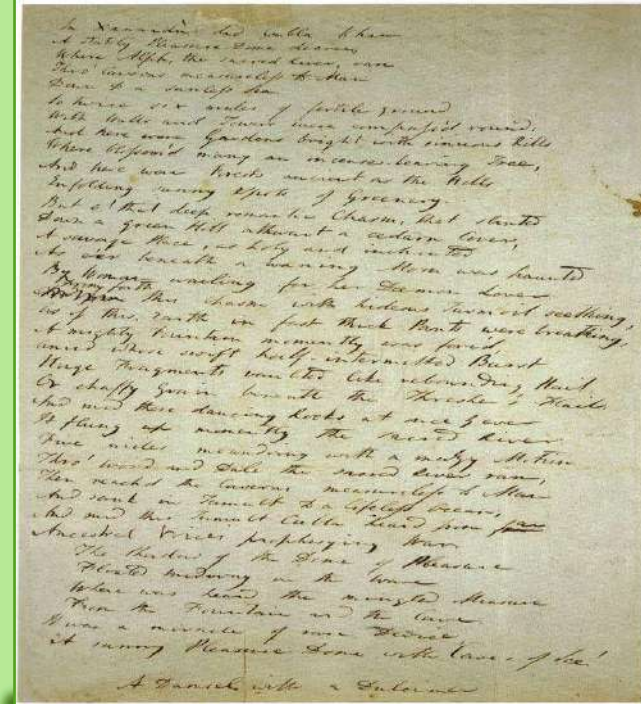 In Xannadù did Cubla Khan
A stately Pleasure Dome decree;
Where Alph, the sacred River, ran
Thro' Caverns measureless to Man
Down to a sunless Sea.
So twice six miles of fertile ground
With Walls and Towers were compass'd round:
And here were Gardens bright with sinuous Rills
Where blossom'd many an incense-bearing Tree,
And here were Forests ancient as the Hills
Enfolding sunny spots of Greenery.
But o! that deep romantic Chasm, that slanted
Down a green Hill athwart a cedarn Cover,
A savage Place, as holy and inchanted
As e'er beneath a waning Moon was haunted
By Woman wailing for her Daemon Lover:
From forth this Chasm with hideous Turmoil seething,
As if this Earth in fast thick Pants were breathing,
A mighty Fountain momently was forc'd,
Amid whose swift half-intermitted Burst
Huge Fragments vaulted like rebounding Hail,
Or chaffy Grain beneath the Thresher's Flail.
And mid these dancing Rocks at once & ever
It flung up momently the sacred River.
Five miles meandring with a mazy Motion
Thro' Wood and Dale the sacred River ran,
Then reach'd the Caverns measureless to Man
And sank in Tumult to a lifeless Ocean;
And mid this Tumult Cubla heard from far
Ancestral Voices prophesying War.
The Shadow of the Dome of Pleasure
Floated midway on the Wave
Where was heard the mingled Measure
From the Fountain and the Cave.
It was a miracle of rare Device,
A sunny Pleasure-Dome with Caves of Ice!
A Damsel with a Dulcimer